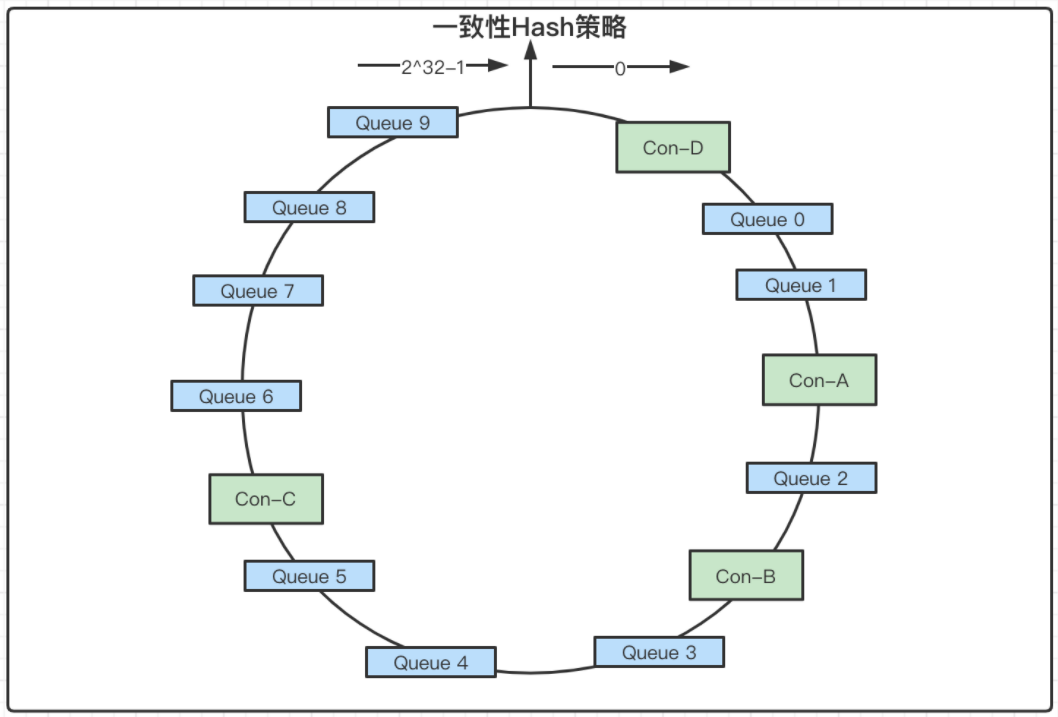 一致性Hash策略
2^32-1
0
Queue 9
Con-D
Queue 8
Queue 0
Queue 7
Queue 1
Con-A
Queue 6
Queue 2
Con-C
Queue 5
Con-B
Queue 3
Queue 4